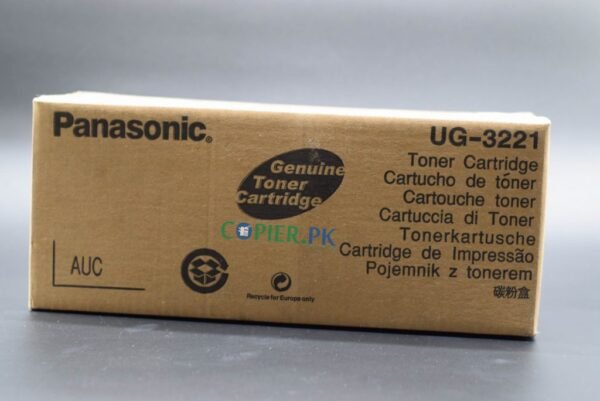 Panasonic®
UG-3221
Genuine
Toner
Cartridge
COPIER.PK
Toner Cartridge
Cartucho de tóner
Cartouche toner
Cartuccia di Toner
Tonerkartusche
Cartridge de Impressão
Pojemnik z tonerem
碳粉盒
AUC
Recycle for Europe only